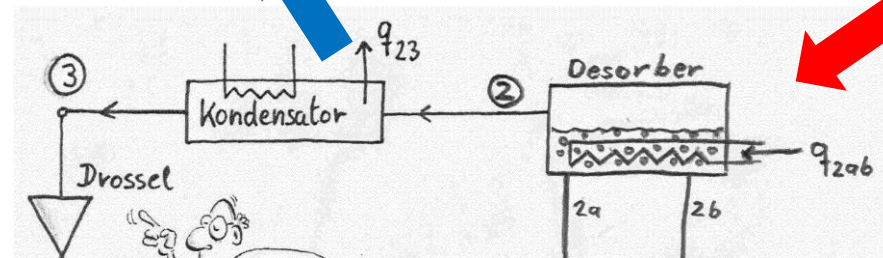 3
q23
Kondensator
2
Desorber
q2ab
Drossel
2a
2b